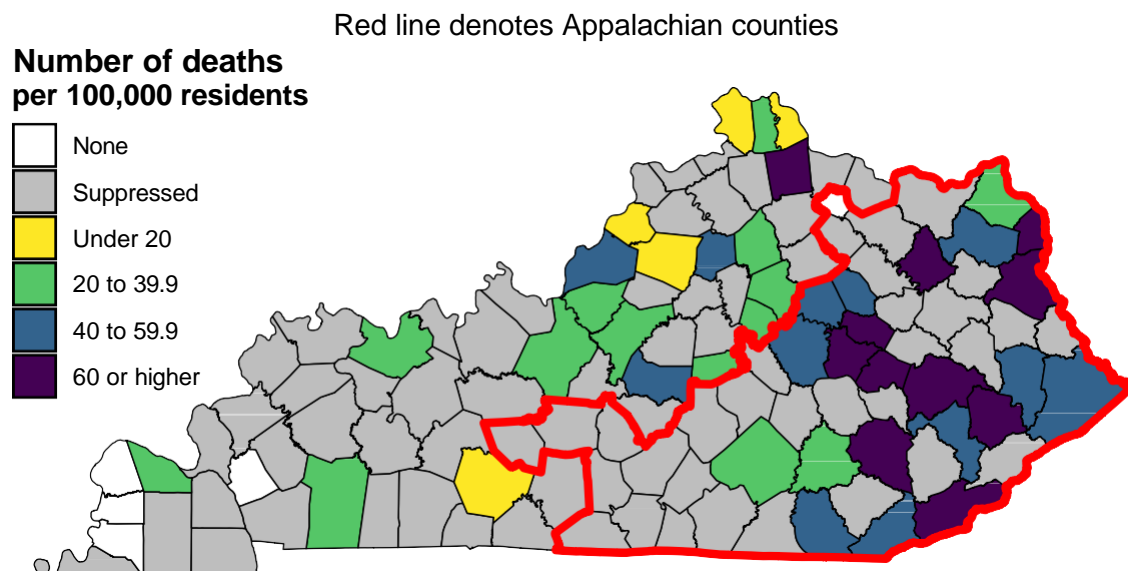 Red line denotes Appalachian counties
Number of deaths
per 100,000 residents
None
Suppressed
Under 20
20 to 39.9
40 to 59.9
60 or higher